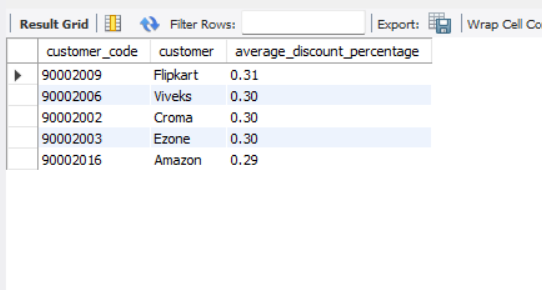 Result Grid Filter Rows: Export: Wrap Cell Co
customer_code customer average_discount_percentage
90002009 Flipkart 0.31
90002006 Viveks 0.30
90002002 Croma 0.30
90002003 Ezone 0.30
90002016 Amazon 0.29